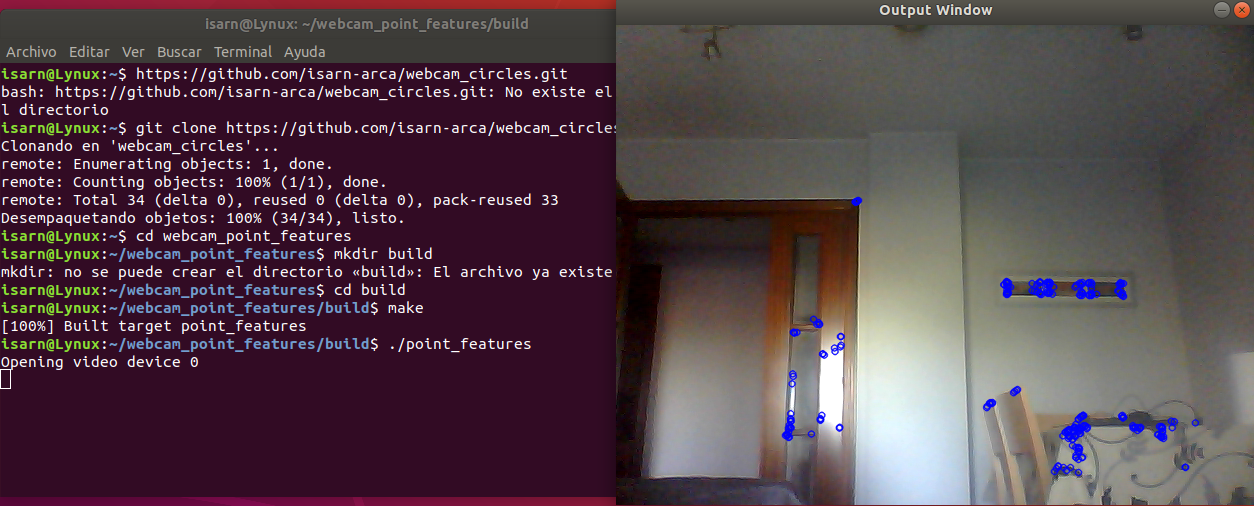 isarn@Lynux: ~/webcam_point_features/build
Archivo Editar Ver Buscar Terminal Ayuda
isarn@Lynux:~$ https://github.com/isarn-arca/webcam_circles.git
bash: https://github.com/isarn-arca/webcam_circles.git: No existe el
l directorio
isarn@Lynux:~$ git clone https://github.com/isarn-arca/webcam_circles
Clonando en 'webcam_circles'...
remote: Enumerating objects: 1, done.
remote: Counting objects: 100% (1/1), done.
remote: Total 34 (delta 0), reused 0 (delta 0), pack-reused 33
Desempaquetando objetos: 100% (34/34), listo.
isarn@Lynux:~$ cd webcam_point_features
isarn@Lynux:~/webcam_point_features$ mkdir build
mkdir: no se puede crear el directorio «build»: El archivo ya existe
isarn@Lynux:~/webcam_point_features$ cd build
isarn@Lynux:~/webcam_point_features/build$ make
[100%] Built target point_features
isarn@Lynux:~/webcam_point_features/build$ ./point_features
Opening video device 0
Output Window